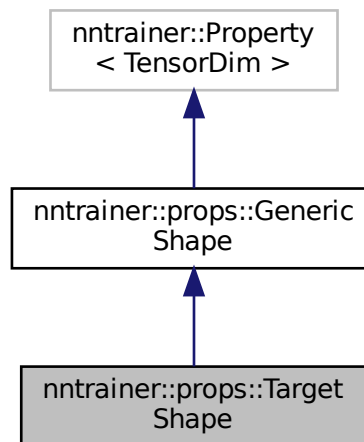 nntrainer::Property
< TensorDim >
nntrainer::props::Generic
Shape
nntrainer::props::Target
Shape